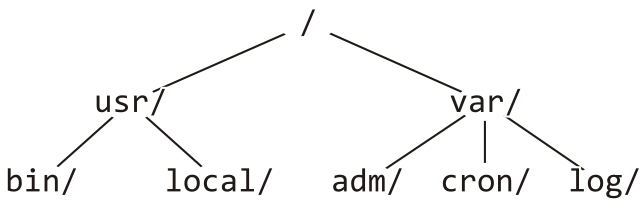 /
usr/ var/
bin/ local/ adm/ cron/ log/